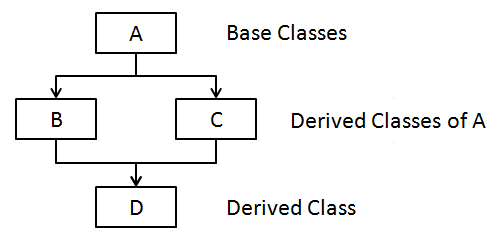 A Base Classes
B C Derived Classes of A
D Derived Class